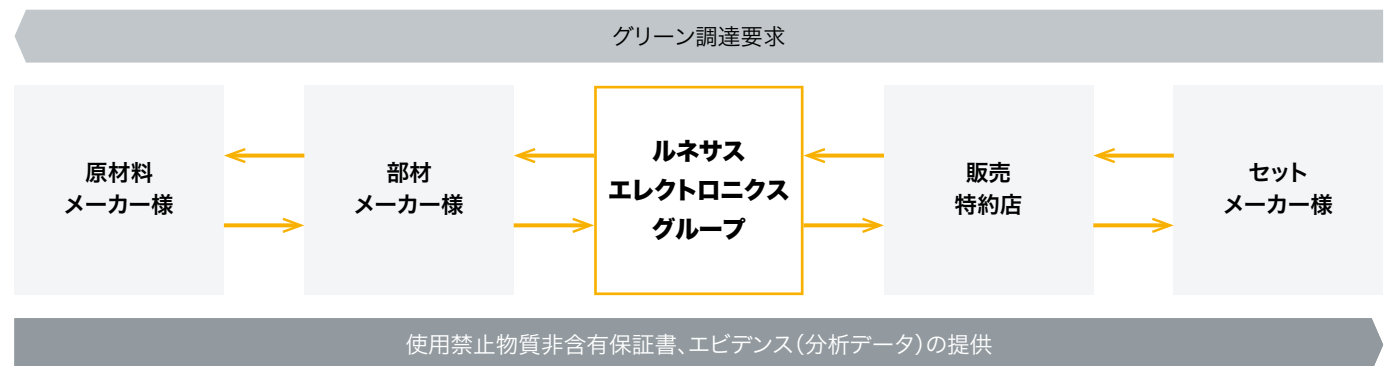 グリーン調達要求
原材料
メーカー様
部材
メーカー様
ルネサス
エレクトロニクス
グループ
販売
特約店
セット
メーカー様
使用禁止物質非含有保証書、エビデンス（分析データ）の提供